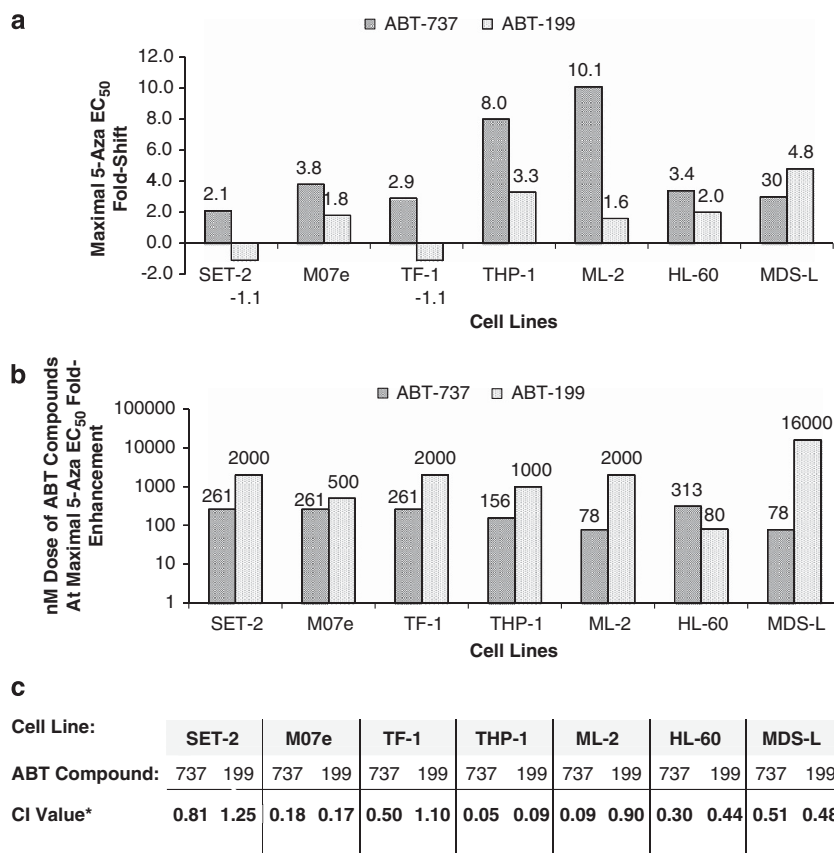 a
ABT-737 ABT-199
Maximal 5-Aza EC50
Fold-Shift
12.0
10.0
8.0
6.0
4.0
2.0
0.0
-2.0
2.1
-1.1
3.8
1.8
2.9
-1.1
8.0
3.3
10.1
1.6
3.4
2.0
30
4.8
SET-2 M07e TF-1 THP-1 ML-2 HL-60 MDS-L
Cell Lines
b
ABT-737 ABT-199
nM Dose of ABT Compounds
At Maximal 5-Aza EC50 Fold-
Enhancement
100000
10000
1000
100
10
1
261 2000
261 500
261 2000
156 1000
78 2000
313 80
78 16000
SET-2 M07e TF-1 THP-1 ML-2 HL-60 MDS-L
Cell Lines
c
Cell Line: SET-2 M07e TF-1 THP-1 ML-2 HL-60 MDS-L
ABT Compound: 737 199 737 199 737 199 737 199 737 199 737 199 737 199
CI Value* 0.81 1.25 0.18 0.17 0.50 1.10 0.05 0.09 0.09 0.90 0.30 0.44 0.51 0.48